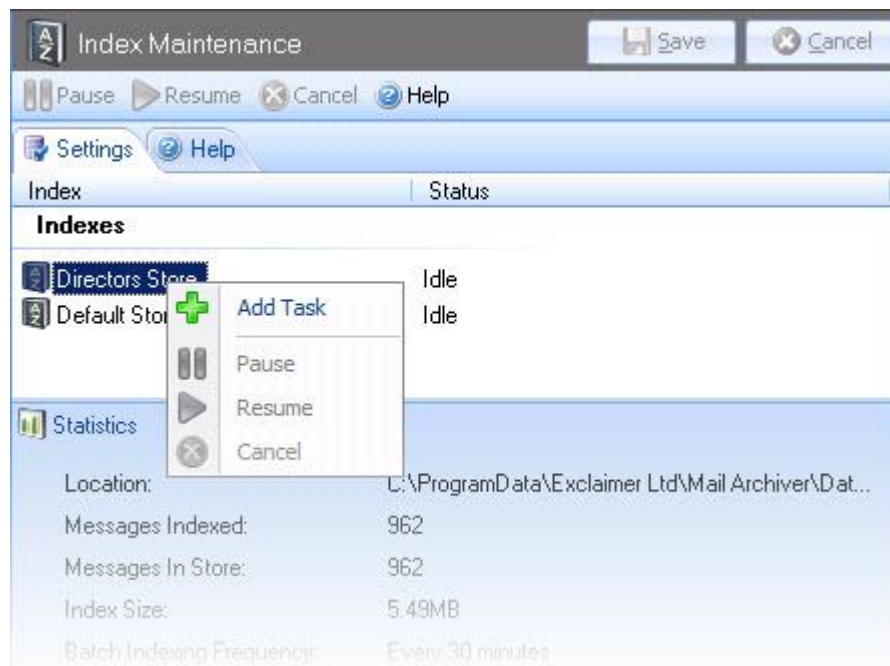 Index Maintenance Save Cancel
Pause Resume Cancel Help
Settings Help
Index Status
Indexes
Directors Store Idle
Default Stor Idle
Add Task
Pause
Resume
Cancel
Statistics
Location: C:\ProgramData\Exclaimer Ltd\Mail Archiver\Dat...
Messages Indexed: 962
Messages In Store: 962
Index Size: 5.49MB
Batch Indexing Frequency: Every 30 minutes